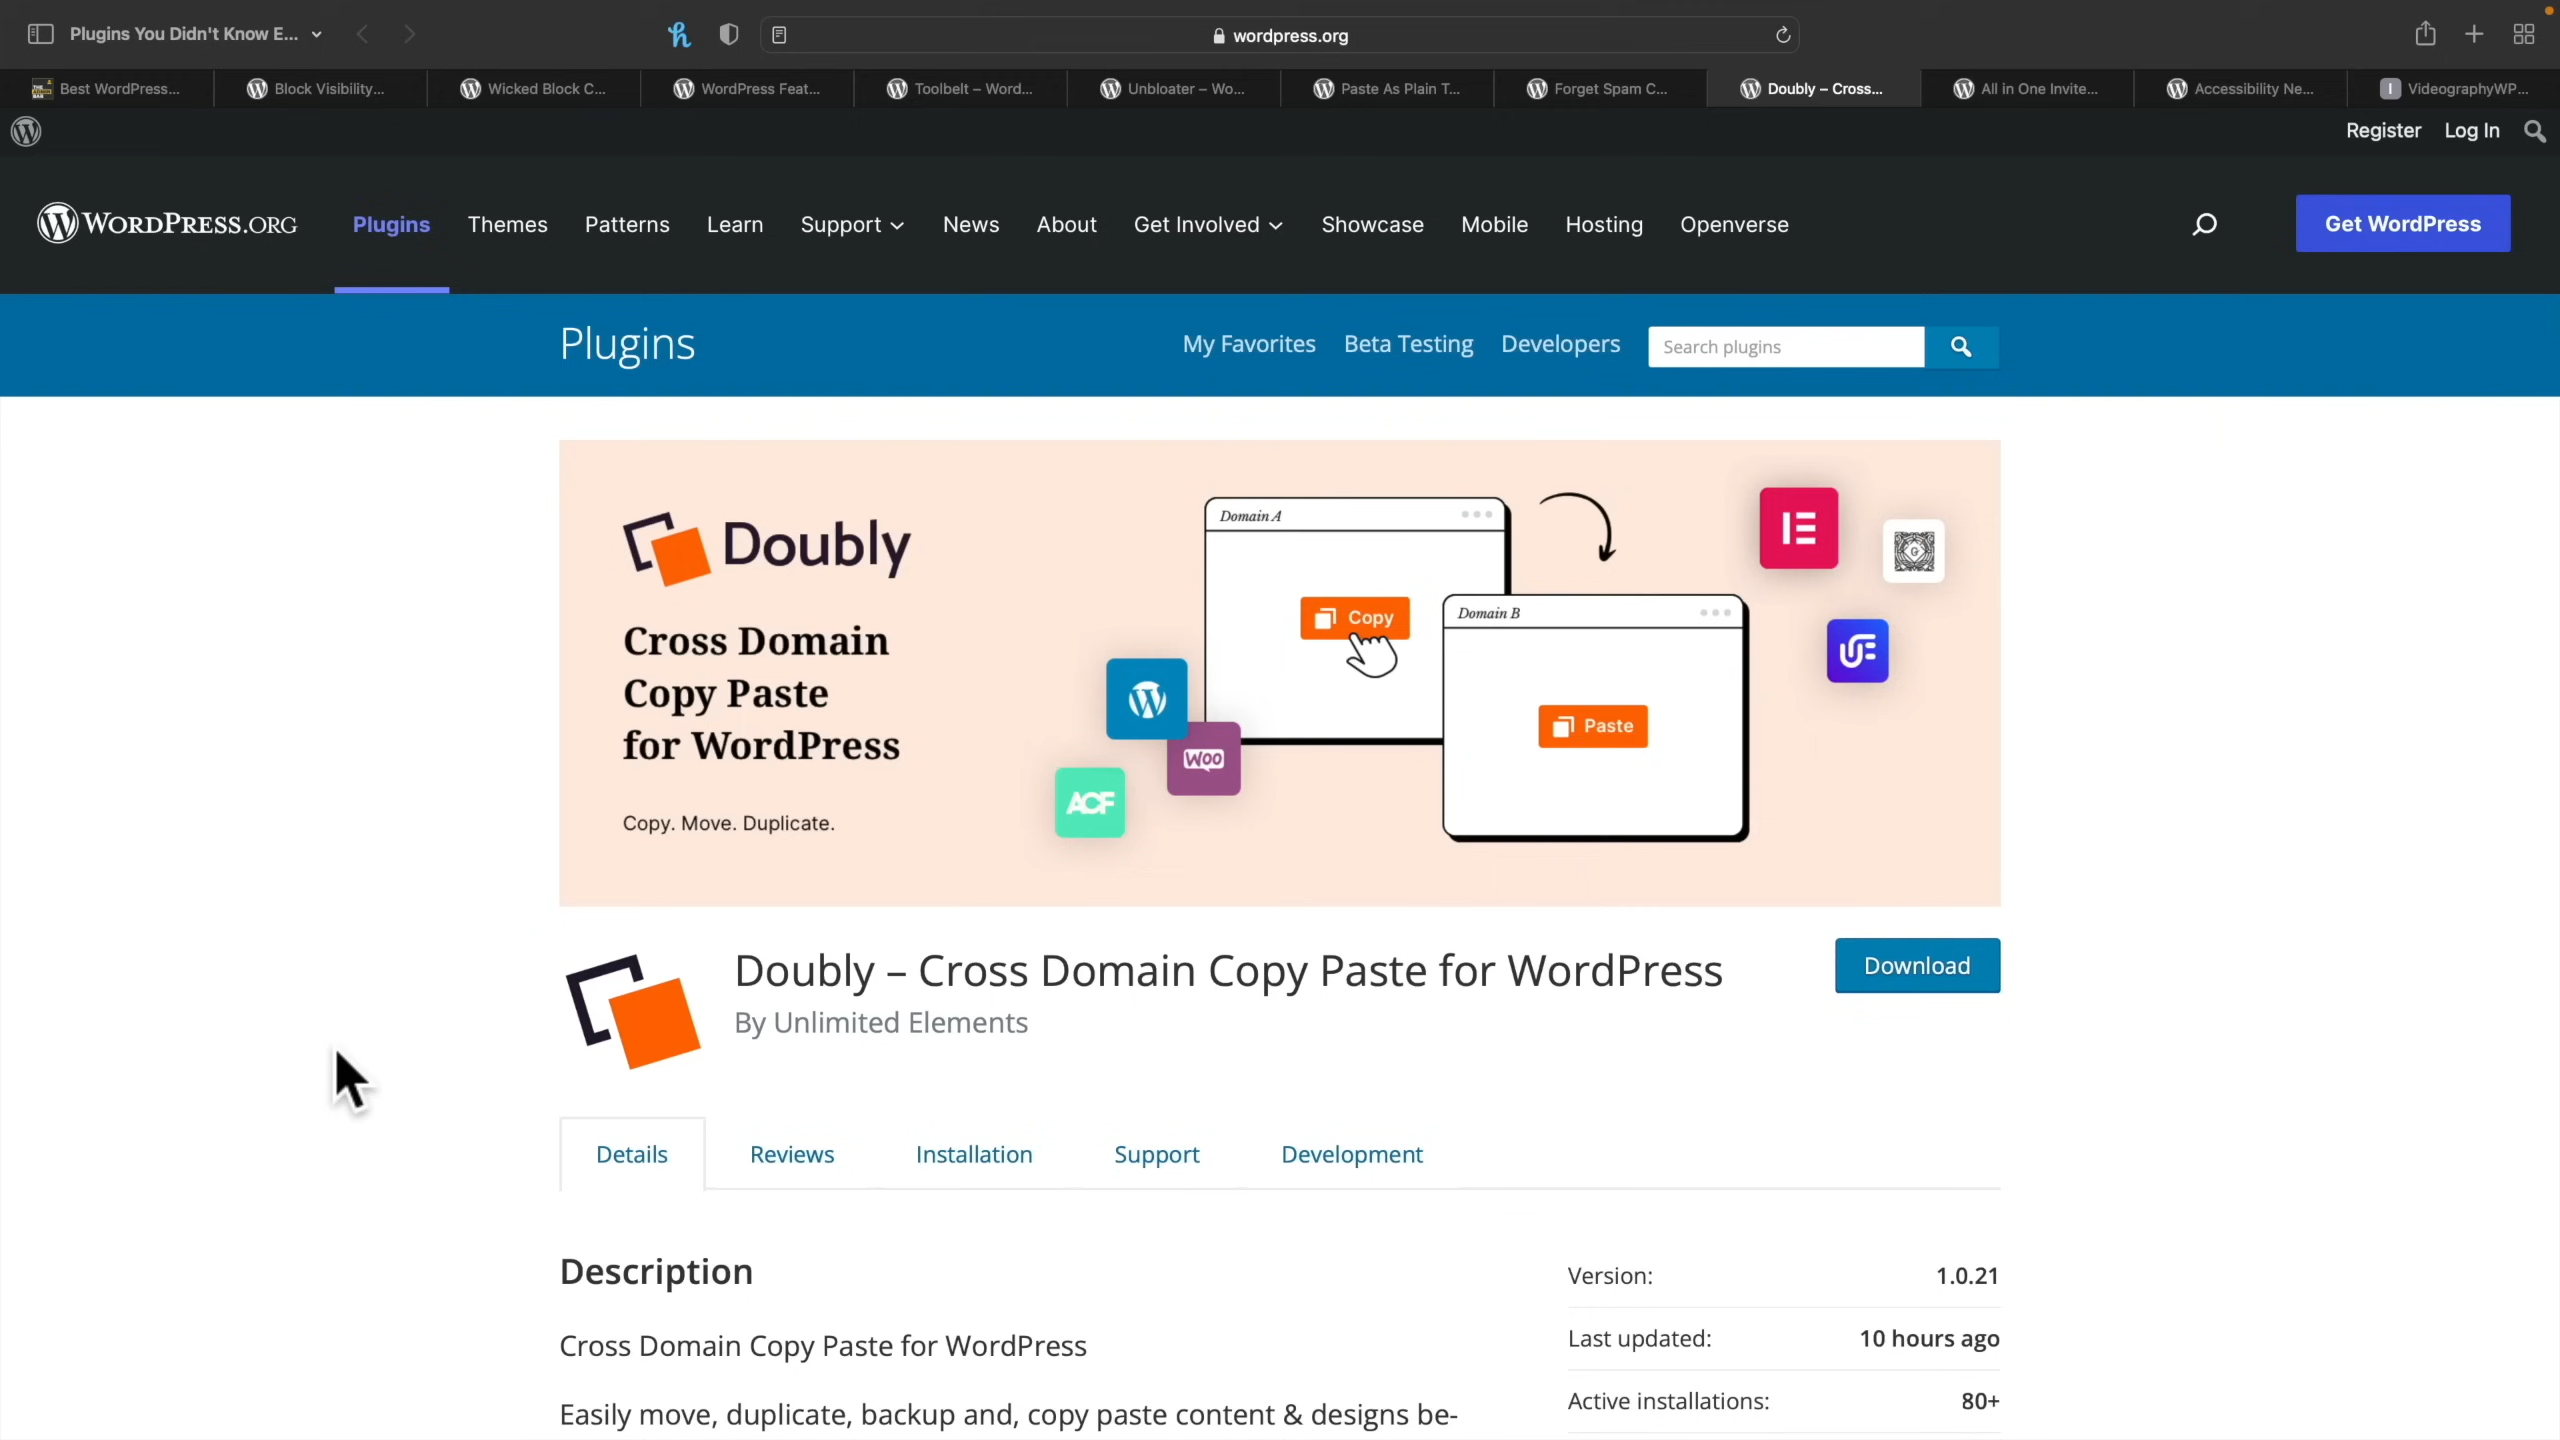 Plugins You Didn't Know E...
wordpress.org
Best WordPress...
Block Visibility...
Wicked Block C...
WordPress Feat...
Toolbelt – Word...
Unbloater – Wo...
Paste As Plain T...
Forget Spam C...
Doubly – Cross...
All in One Invite...
Accessibility Ne...
VideographyWP...
Register Log In
WORDPRESS.ORG
Plugins Themes Patterns Learn Support News About Get Involved Showcase Mobile Hosting Openverse
Get WordPress
Plugins
My Favorites Beta Testing Developers
Search plugins
Doubly
Cross Domain
Copy Paste
for WordPress
Copy. Move. Duplicate.
Domain A
Copy
Domain B
Paste
WOO
ACF
Doubly – Cross Domain Copy Paste for WordPress
By Unlimited Elements
Download
Details Reviews Installation Support Development
Description
Cross Domain Copy Paste for WordPress
Easily move, duplicate, backup and, copy paste content & designs be-
Version: 1.0.21
Last updated: 10 hours ago
Active installations: 80+